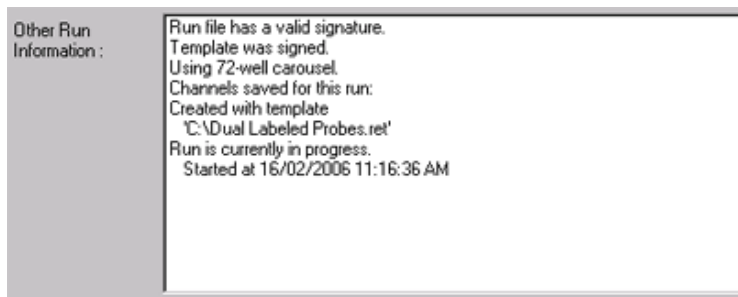 Other Run
Information :
Run file has a valid signature.
Template was signed.
Using 72-well carousel.
Channels saved for this run:
Created with template
'C:\Dual Labeled Probes.ret'
Run is currently in progress.
Started at 16/02/2006 11:16:36 AM